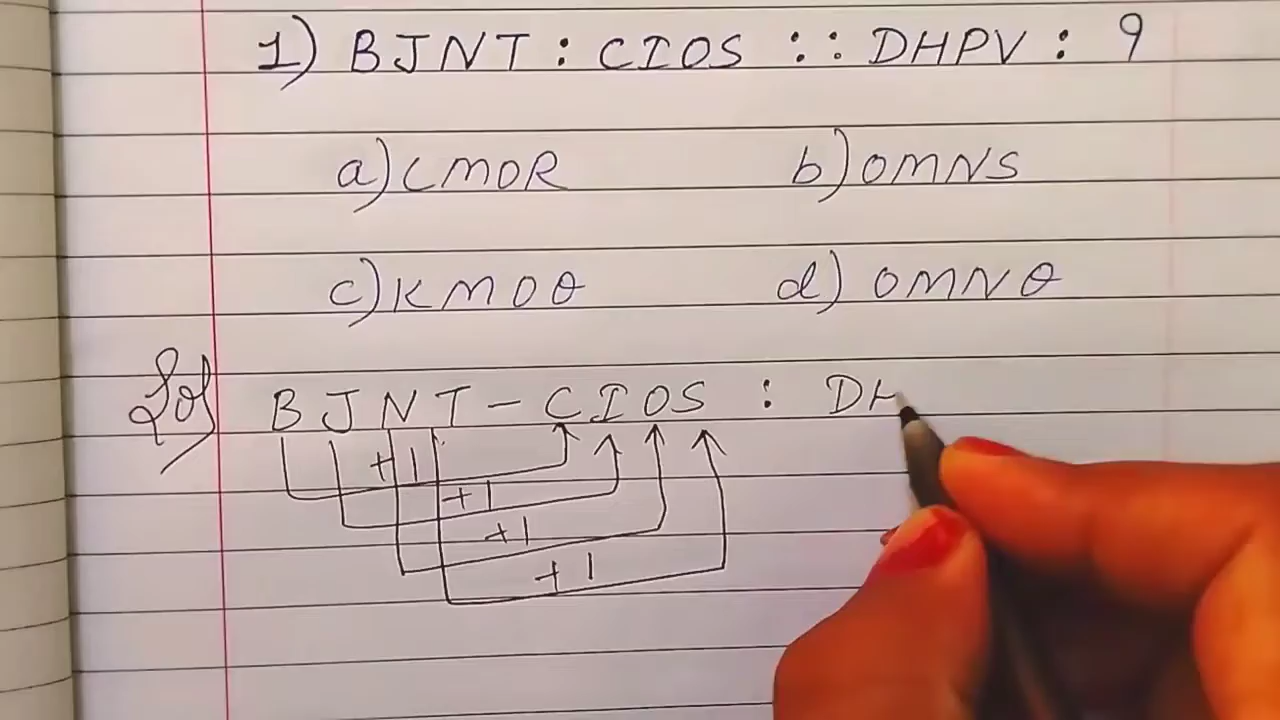 1) BJNT : CIOS :: DHPV : ?
a) CMOR b) OMNS
c) KMOQ d) OMNQ
Sol BJNT - CIOS : DH
+1
+1
+1
+1